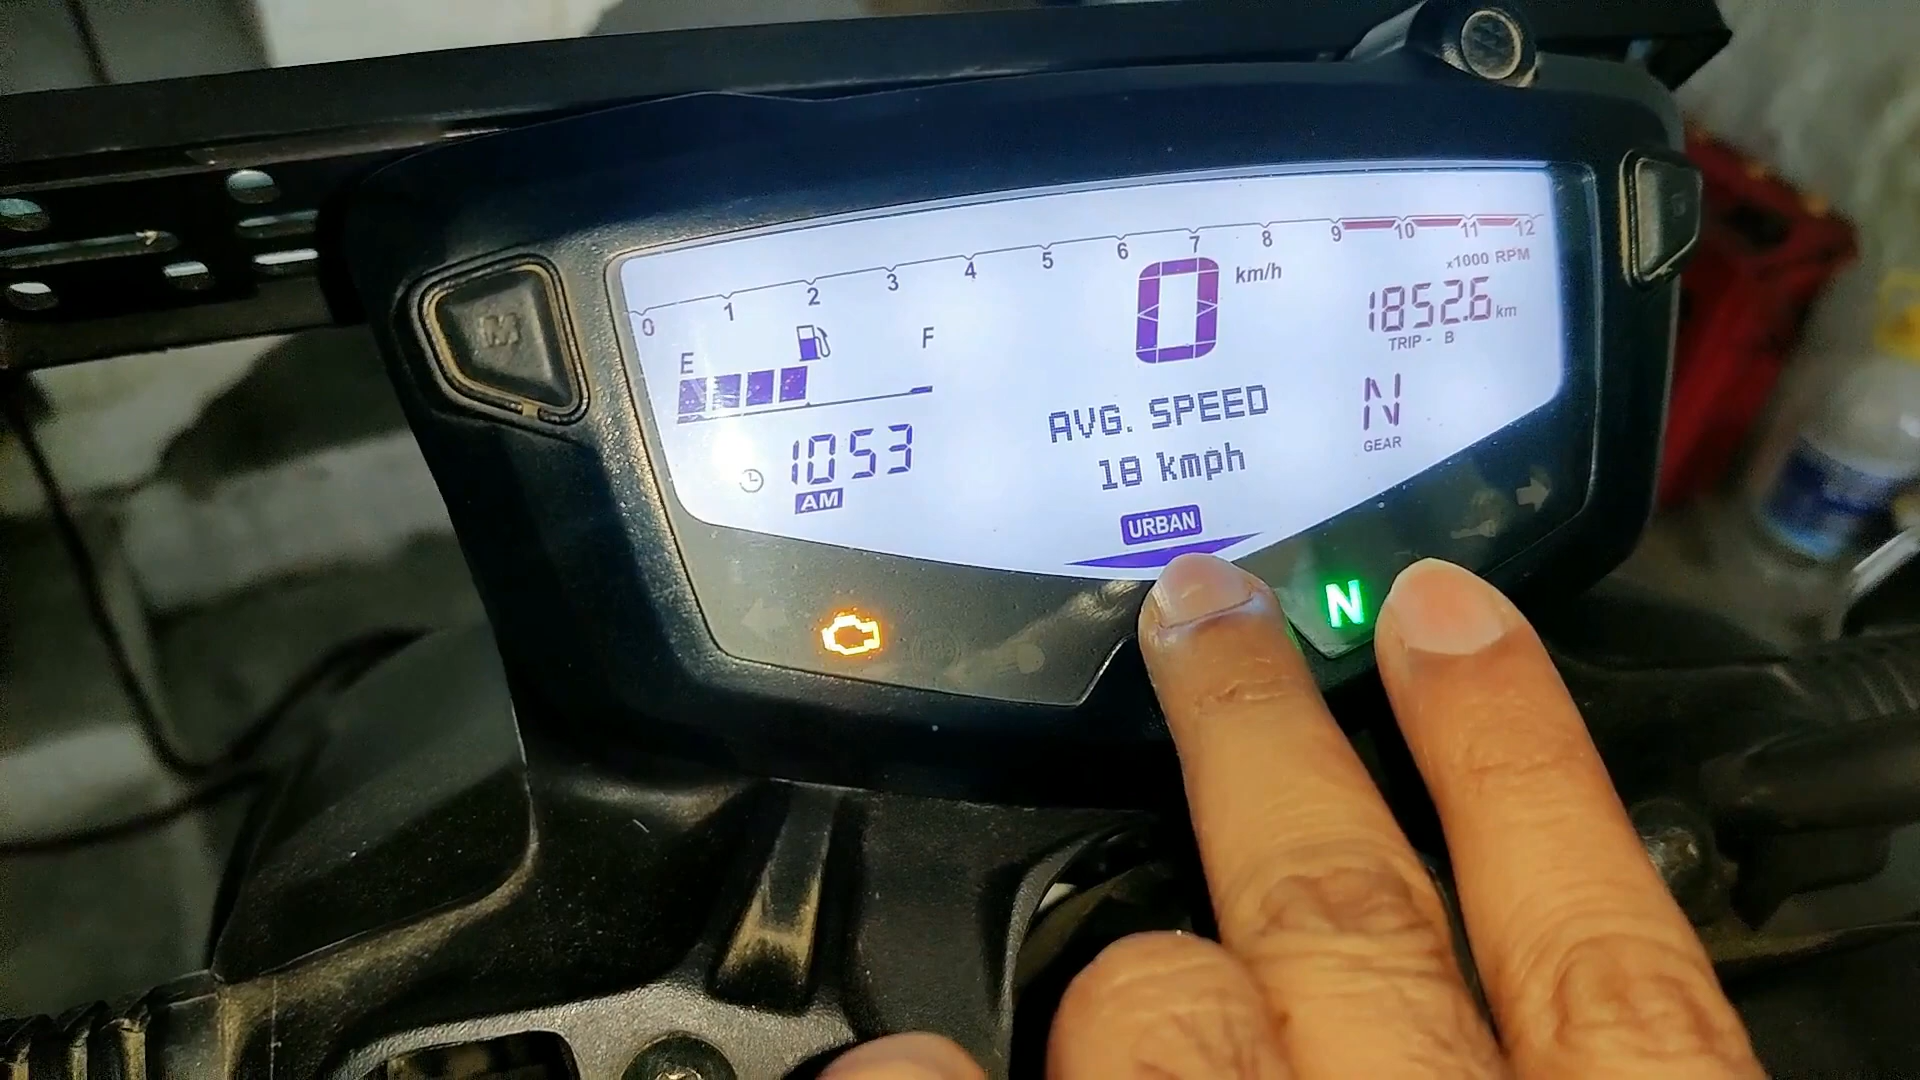 0 1 2 3 4 5 6 7 8 9 10 11 12
x1000 RPM
E F
0 km/h
1852.6 km
TRIP - B
AVG. SPEED
18 kmph
N
GEAR
10 53
AM
URBAN
N
M